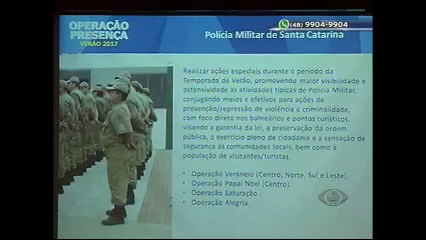 OPERAÇÃO
PRESENÇA
VERÃO 2017
(48) 9904-9904
Polícia Militar de Santa Catarina
Realizar ações especiais durante o período da
Temporada de Verão, promovendo maior visibilidade e
ostensividade às atividades típicas de Polícia Militar,
conjugando meios e efetivos para ações de
prevenção/repressão de violência e criminalidade,
com foco direto nos balneários e pontos turísticos,
visando a garantia da lei, a preservação da ordem
pública, o exercício pleno de cidadania e a sensação de
segurança às comunidades locais, bem como à
população de visitantes/turistas.
• Operação Veraneio (Centro, Norte, Sul e Leste).
• Operação Papai Noel (Centro).
• Operação Saturação .
• Operação Alegria.